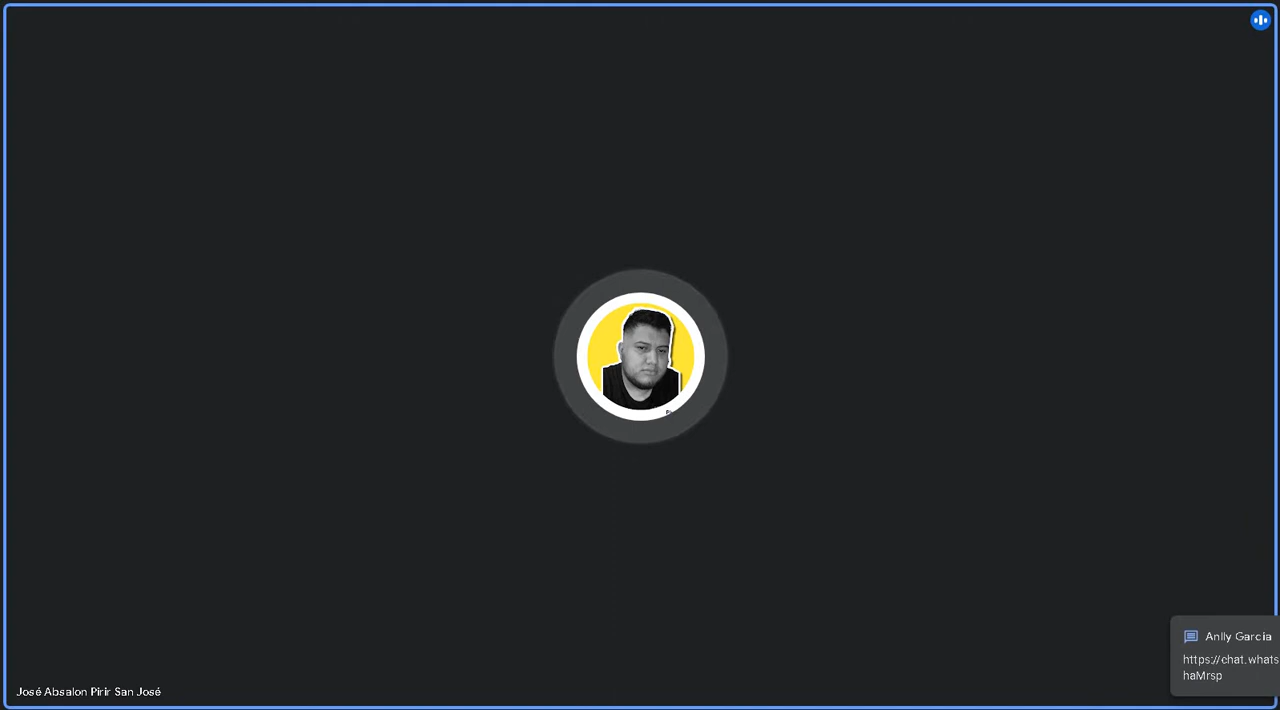 Anlly Garcia
https://chat.whats
haMrsp
José Absalon Pirir San José